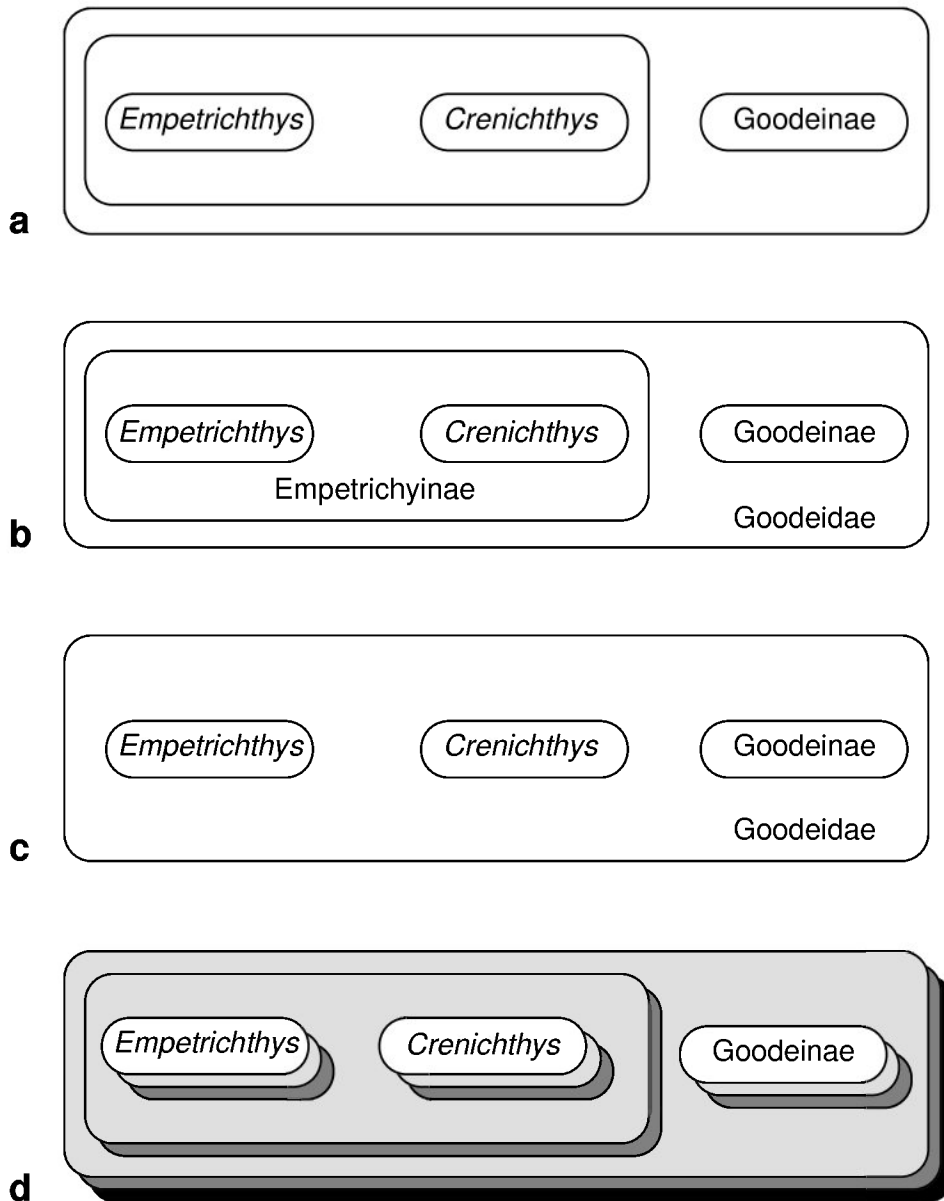 Empetrichthys Crenichthys Goodeinae
a
Empetrichthys Crenichthys Goodeinae
Empetrichyinae
Goodeidae
b
Empetrichthys Crenichthys Goodeinae
Goodeidae
c
Empetrichthys Crenichthys Goodeinae
d